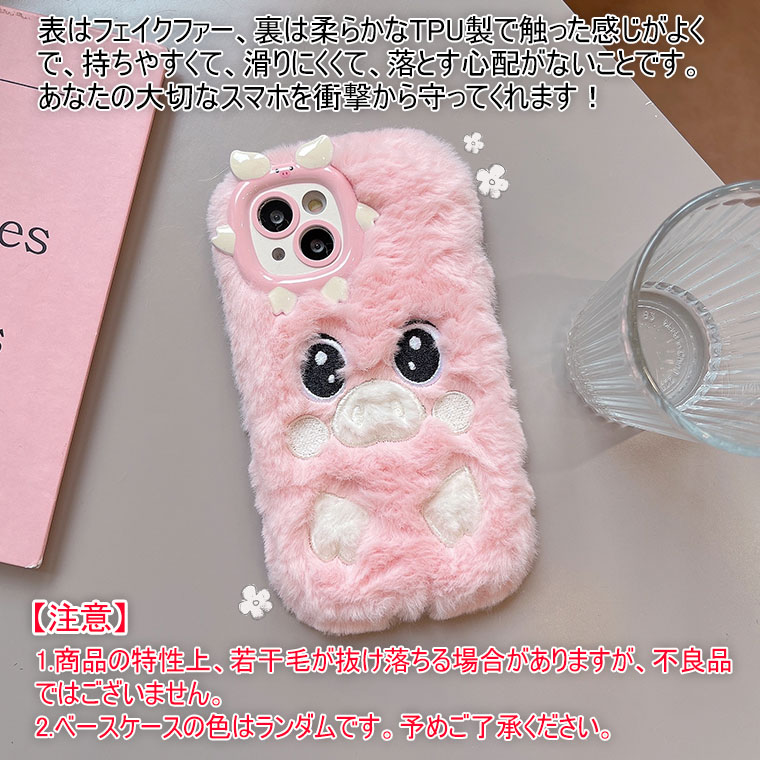 表はフェイクファー、裏は柔らかなTPU製で触った感じがよく
で、持ちやすくて、滑りにくくて、落とす心配がないことです。
あなたの大切なスマホを衝撃から守ってくれます！
es
s
【注意】
1.商品の特性上、若干毛が抜け落ちる場合がありますが、不良品
ではございません。
2.ベースケースの色はランダムです。予めご了承ください。